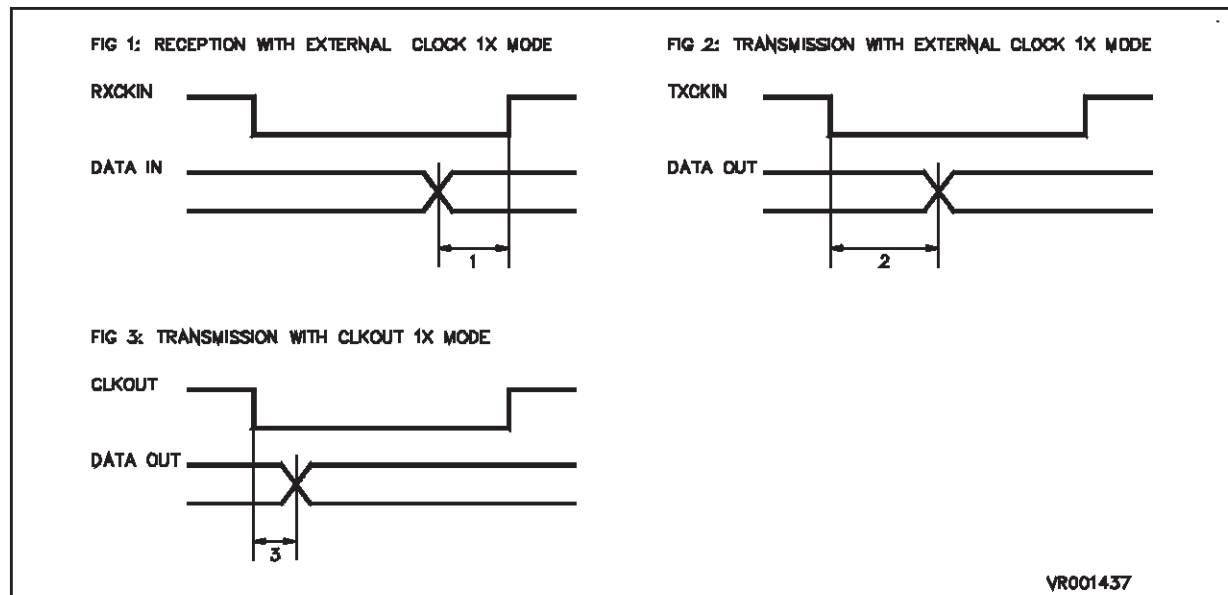 FIG 1: RECEPTION WITH EXTERNAL CLOCK 1X MODE
RXCKIN
DATA IN
1
FIG 2: TRANSMISSION WITH EXTERNAL CLOCK 1X MODE
TXCKIN
DATA OUT
2
FIG 3: TRANSMISSION WITH CLKOUT 1X MODE
CLKOUT
DATA OUT
3
VR001437